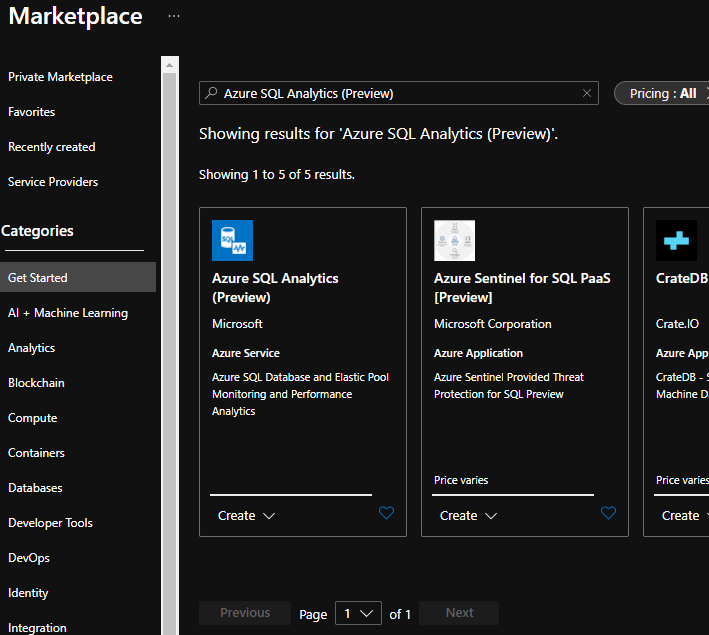 Marketplace ...
Private Marketplace
Favorites
Recently created
Service Providers
Categories
Get Started
AI + Machine Learning
Analytics
Blockchain
Compute
Containers
Databases
Developer Tools
DevOps
Identity
Integration
Azure SQL Analytics (Preview)
Pricing : All
Showing results for 'Azure SQL Analytics (Preview)'.
Showing 1 to 5 of 5 results.
SQL
Azure SQL Analytics
(Preview)
Microsoft
Azure Service
Azure SQL Database and Elastic Pool
Monitoring and Performance
Analytics
Create
Azure Sentinel for SQL PaaS
[Preview]
Microsoft Corporation
Azure Application
Azure Sentinel Provided Threat
Protection for SQL Preview
Price varies
Create
CrateDB
Crate.IO
Azure App
CrateDB - S
Machine D
Price varies
Create
Previous
Page 1 of 1
Next